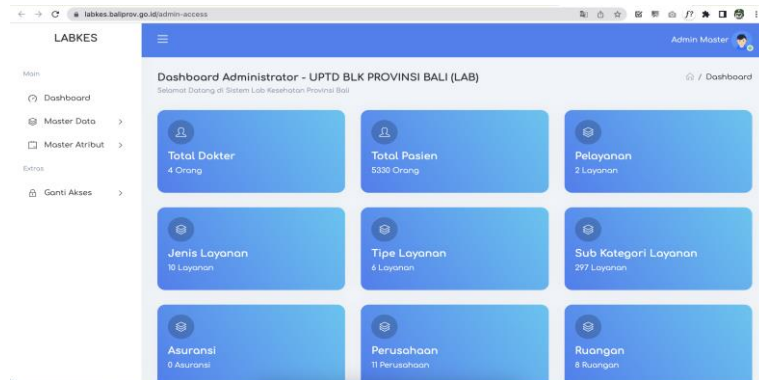 labkes.baliprov.go.id/admin-access
LABKES
Admin Master
Main
Dashboard
Master Data
Master Atribut
Extras
Ganti Akses
Dashboard Administrator - UPTD BLK PROVINSI BALI (LAB)
Selamat Datang di Sistem Lab Kesehatan Provinsi Bali
/ Dashboard
Total Dokter
4 Orang
Total Pasien
5330 Orang
Pelayanan
2 Layanan
Jenis Layanan
10 Layanan
Tipe Layanan
6 Layanan
Sub Kategori Layanan
297 Layanan
Asuransi
0 Asuransi
Perusahaan
11 Perusahaan
Ruangan
8 Ruangan